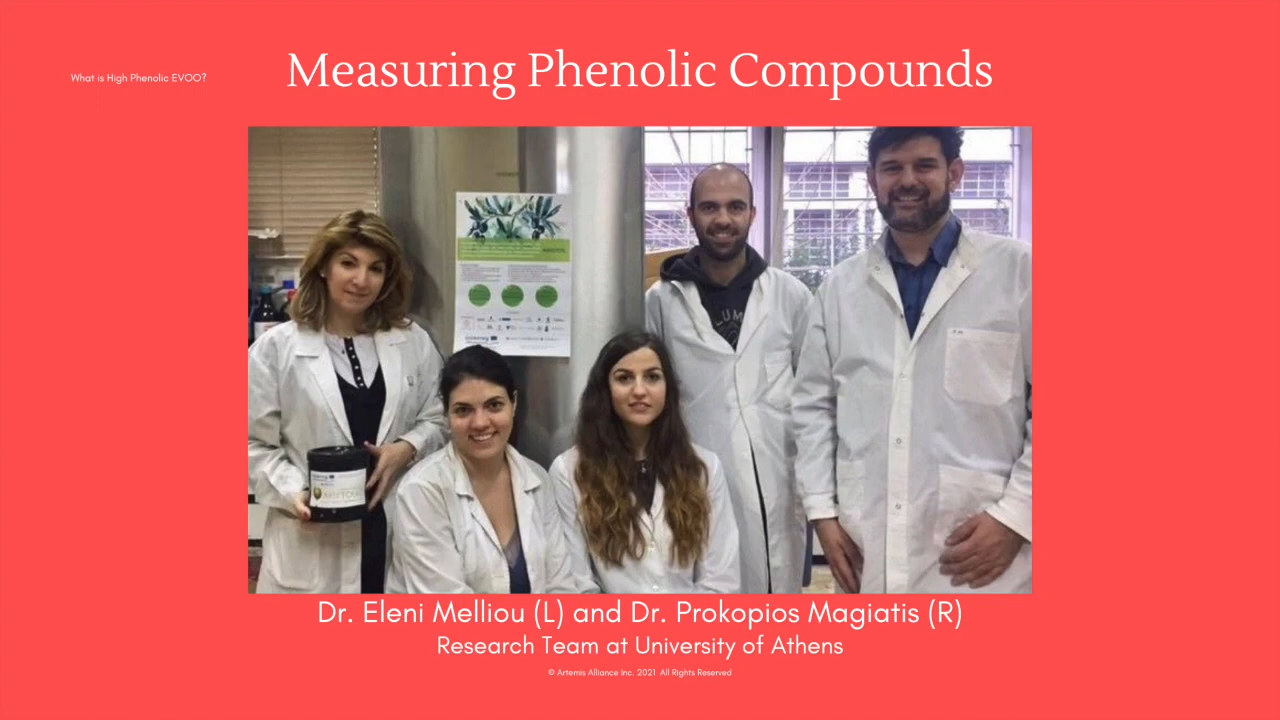 What is High Phenolic EVOO?
Measuring Phenolic Compounds
Dr. Eleni Melliou (L) and Dr. Prokopios Magiatis (R)
Research Team at University of Athens
© Artemis Alliance Inc. 2021 All Rights Reserved